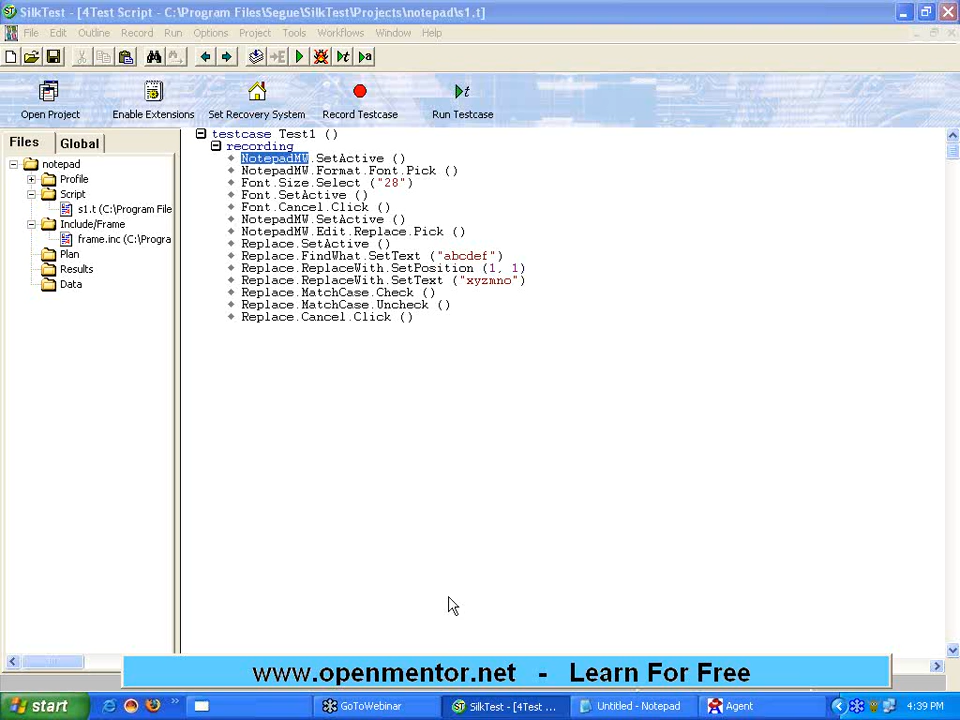 SilkTest - [4Test Script - C:\Program Files\Segue\SilkTest\Projects\notepad\s1.t]
File Edit Outline Record Run Options Project Tools Workflows Window Help
Open Project Enable Extensions Set Recovery System Record Testcase Run Testcase
Files Global
notepad
Profile
Script
s1.t (C:\Program File
Include/Frame
frame.inc (C:\Progra
Plan
Results
Data
testcase Test1 ()
recording
NotepadMW.SetActive ()
NotepadMW.Format.Font.Pick ()
Font.Size.Select ("28")
Font.SetActive ()
Font.Cancel.Click ()
NotepadMW.SetActive ()
NotepadMW.Edit.Replace.Pick ()
Replace.SetActive ()
Replace.FindWhat.SetText ("abcdef")
Replace.ReplaceWith.SetPosition (1, 1)
Replace.ReplaceWith.SetText ("xyzmno")
Replace.MatchCase.Check ()
Replace.MatchCase.Uncheck ()
Replace.Cancel.Click ()
www.openmentor.net - Learn For Free
start GoToWebinar SilkTest - [4Test ... Untitled - Notepad Agent 4:39 PM